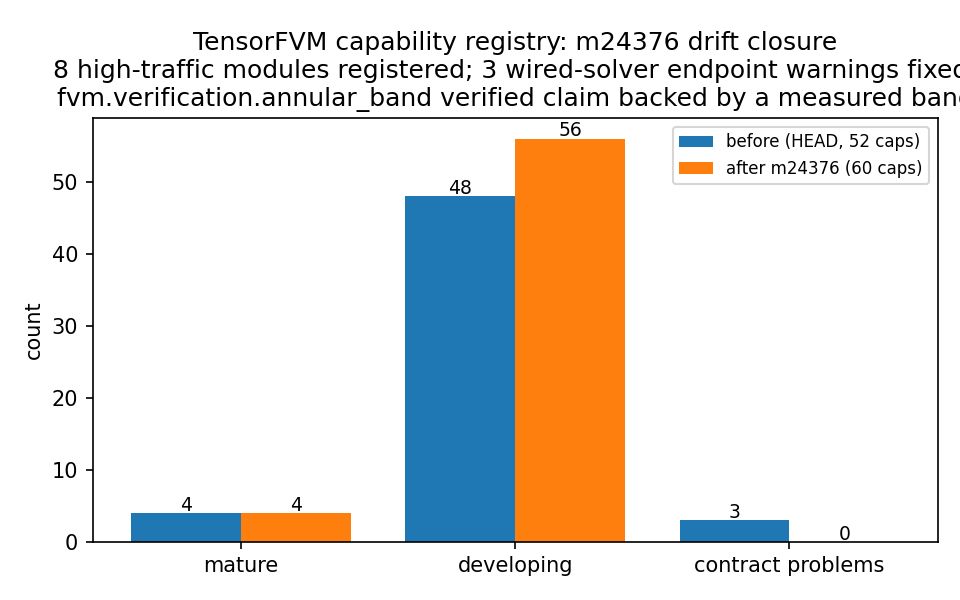 TensorFVM capability registry: m24376 drift closure
8 high-traffic modules registered; 3 wired-solver endpoint warnings fixed
fvm.verification.annular_band verified claim backed by a measured ban
before (HEAD, 52 caps)
after m24376 (60 caps)
count
50
40
30
20
10
0
4
4
48
56
3
0
mature
developing
contract problems